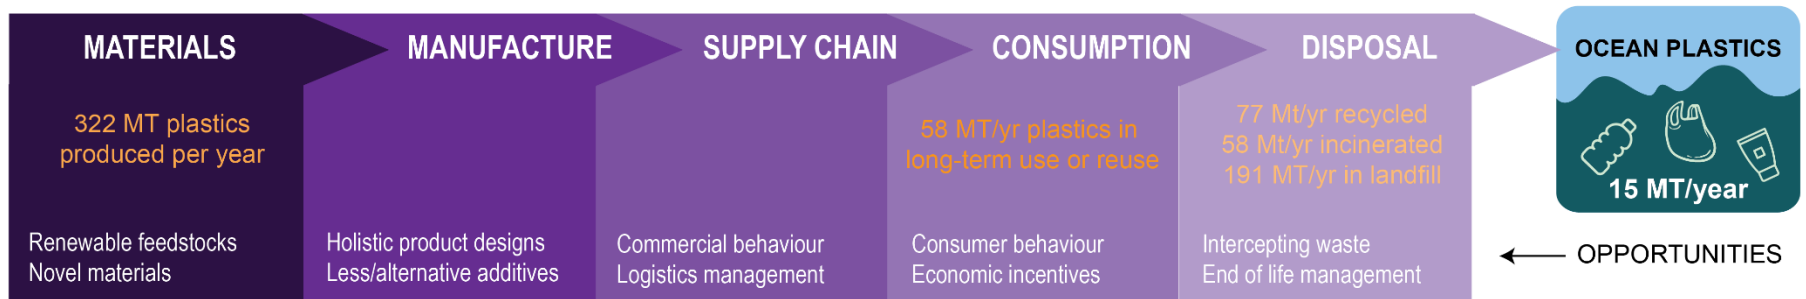 MATERIALS
322 MT plastics
produced per year
Renewable feedstocks
Novel materials
MANUFACTURE
Holistic product designs
Less/alternative additives
SUPPLY CHAIN
Commercial behaviour
Logistics management
CONSUMPTION
58 MT/yr plastics in
long-term use or reuse
Consumer behaviour
Economic incentives
DISPOSAL
77 Mt/yr recycled
58 Mt/yr incinerated
191 MT/yr in landfill
Intercepting waste
End of life management
OCEAN PLASTICS
15 MT/year
OPPORTUNITIES